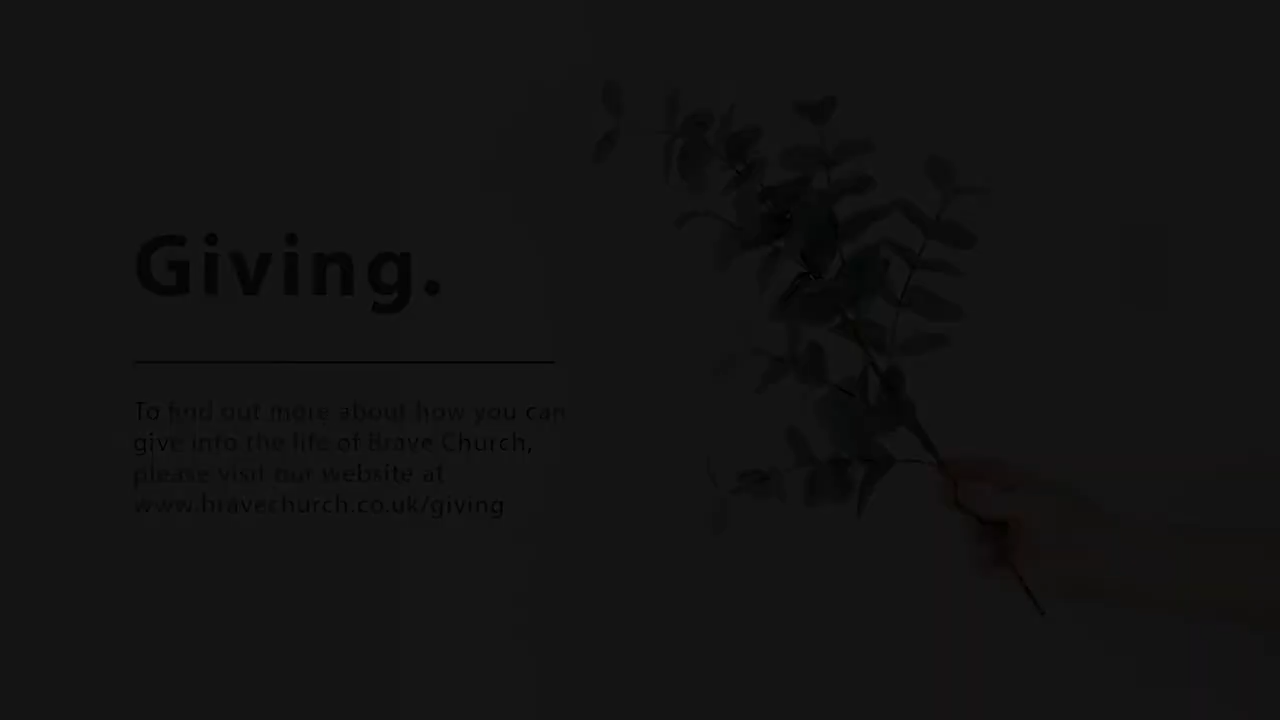 Giving.
To find out more about how you can
give into the life of Brave Church,
please visit our website at
www.bravechurch.co.uk/giving